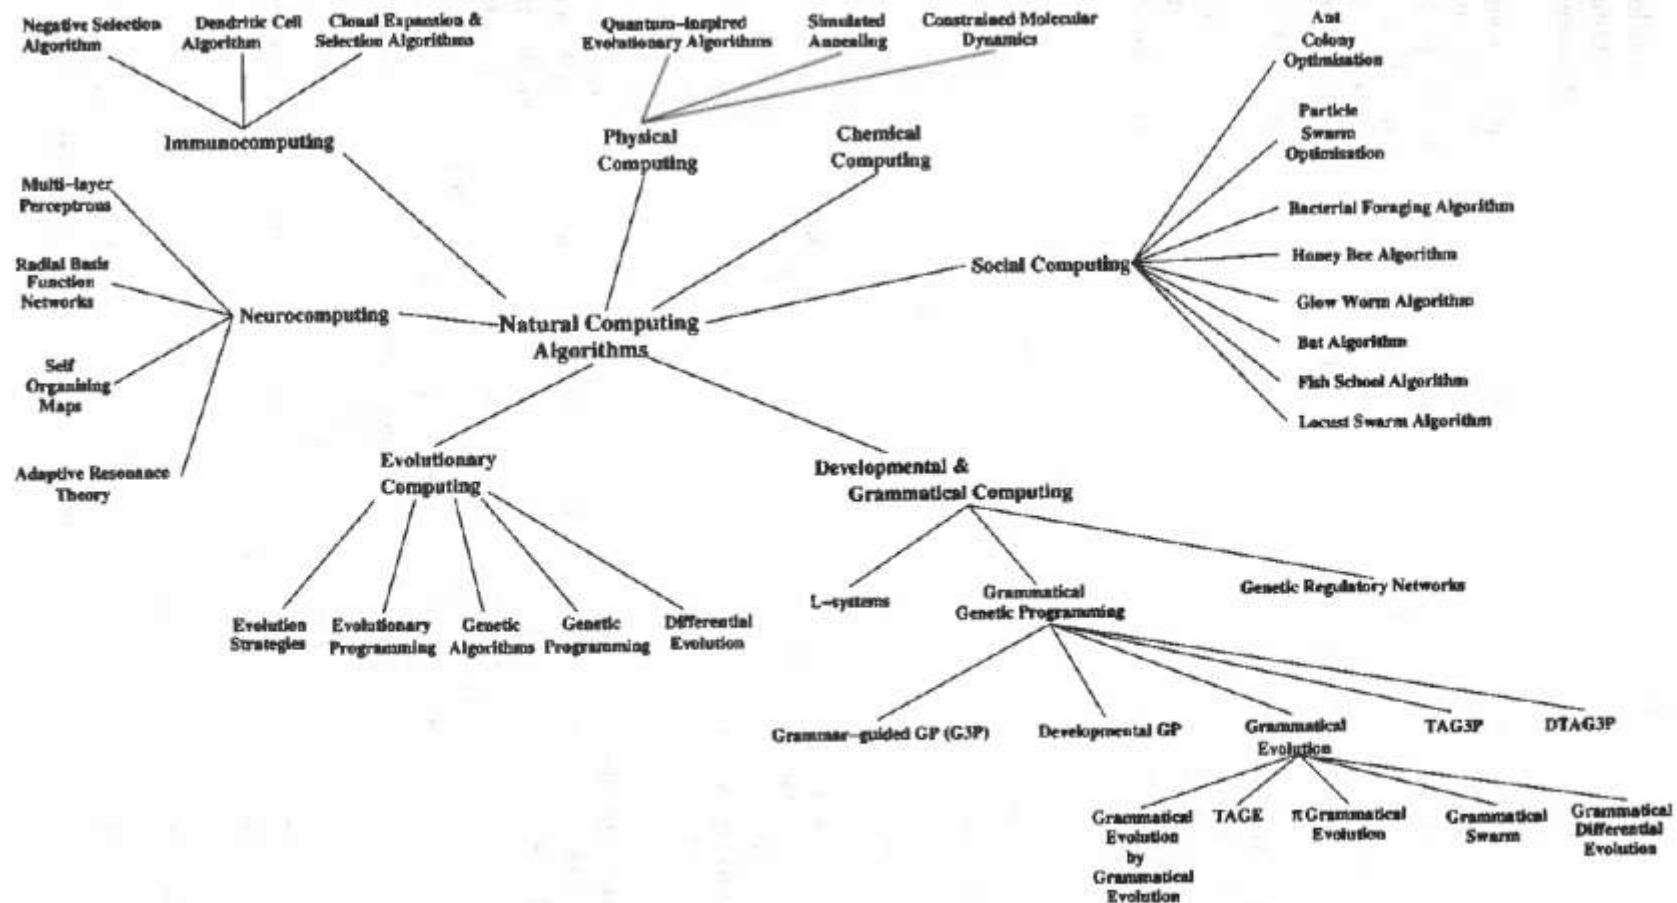 Negative Selection
Algorithm
Dendritic Cell
Algorithm
Clonal Expansion &
Selection Algorithms
Quantum-inspired
Evolutionary Algorithms
Simulated
Annealing
Constrained Molecular
Dynamics
Ant
Colony
Optimisation
Particle
Swarm
Optimisation
Immunocomputing
Physical
Computing
Chemical
Computing
Multi-layer
Perceptrons
Radial Basis
Function
Networks
Neurocomputing
Self
Organising
Maps
Adaptive Resonance
Theory
Natural Computing
Algorithms
Social Computing
Bacterial Foraging Algorithm
Honey Bee Algorithm
Glow Worm Algorithm
Bat Algorithm
Fish School Algorithm
Locust Swarm Algorithm
Evolutionary
Computing
Developmental &
Grammatical Computing
Evolution
Strategies
Evolutionary
Programming
Genetic
Algorithms
Genetic
Programming
Differential
Evolution
L-systems
Grammatical
Genetic Programming
Genetic Regulatory Networks
Grammar-guided GP (G3P)
Developmental GP
Grammatical
Evolution
TAG3P
DTAG3P
Grammatical
Evolution
by
Grammatical
Evolution
TAGE
π Grammatical
Evolution
Grammatical
Swarm
Grammatical
Differential
Evolution